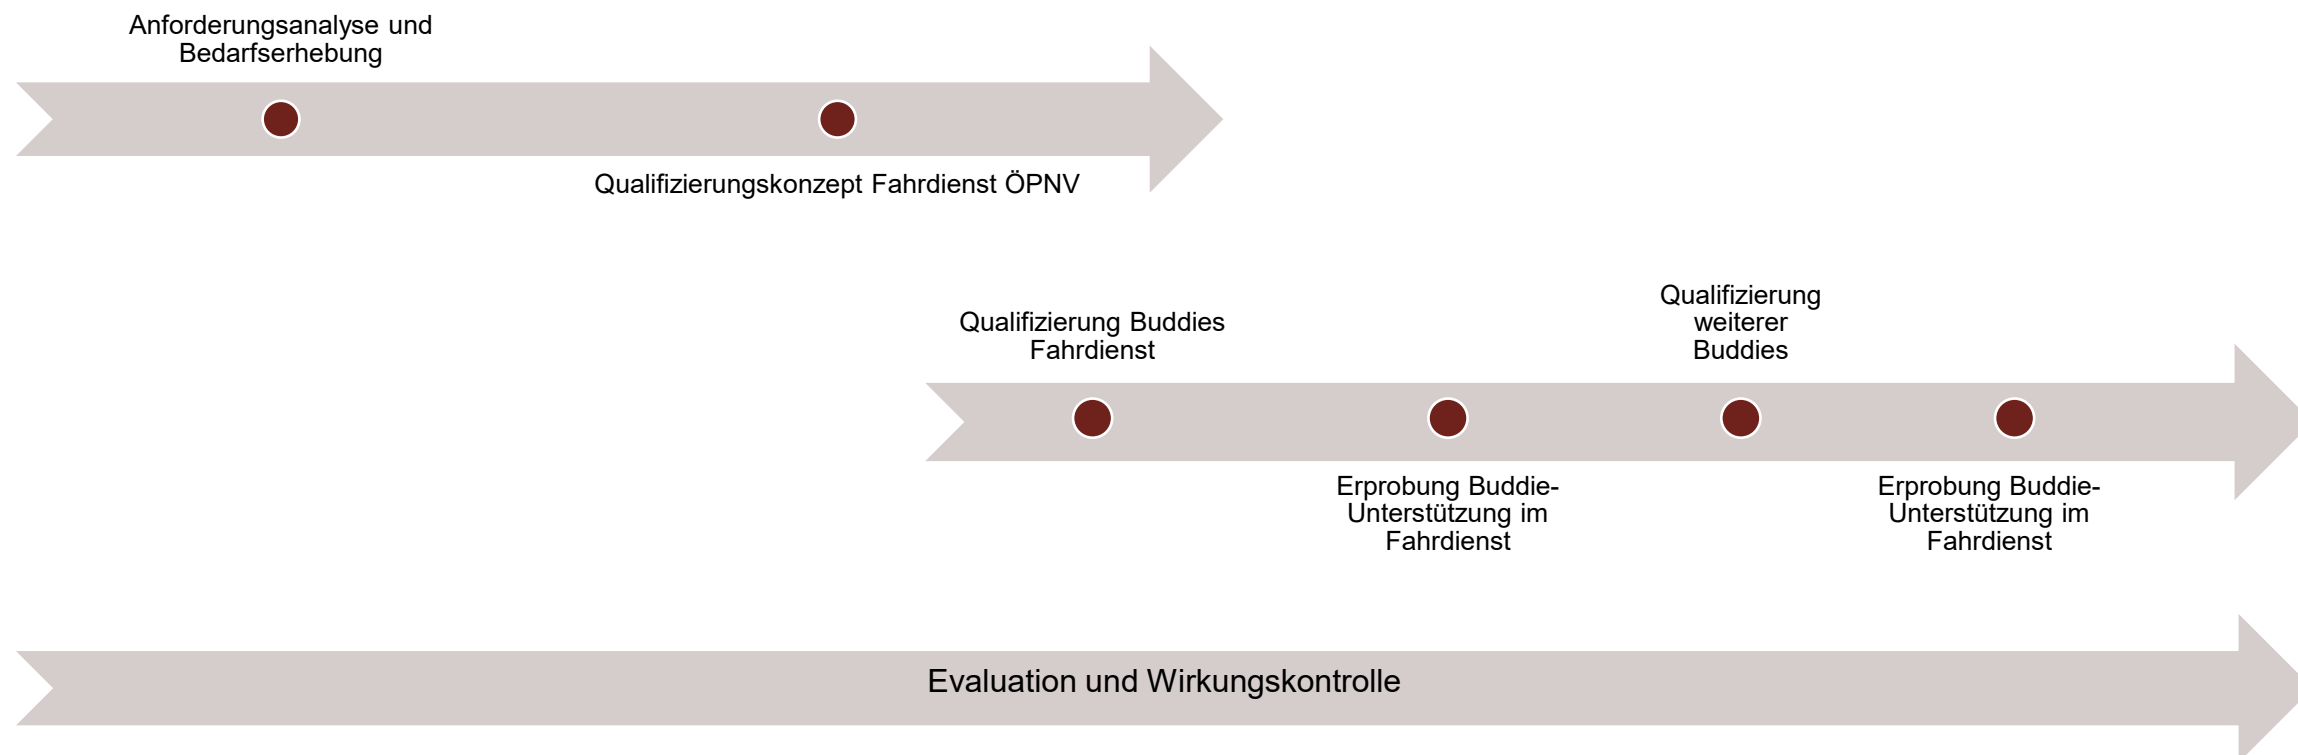 Anforderungsanalyse und
Bedarfserhebung
Qualifizierungskonzept Fahrdienst ÖPNV
Qualifizierung Buddies
Fahrdienst
Qualifizierung
weiterer
Buddies
Erprobung Buddie-
Unterstützung im
Fahrdienst
Erprobung Buddie-
Unterstützung im
Fahrdienst
Evaluation und Wirkungskontrolle